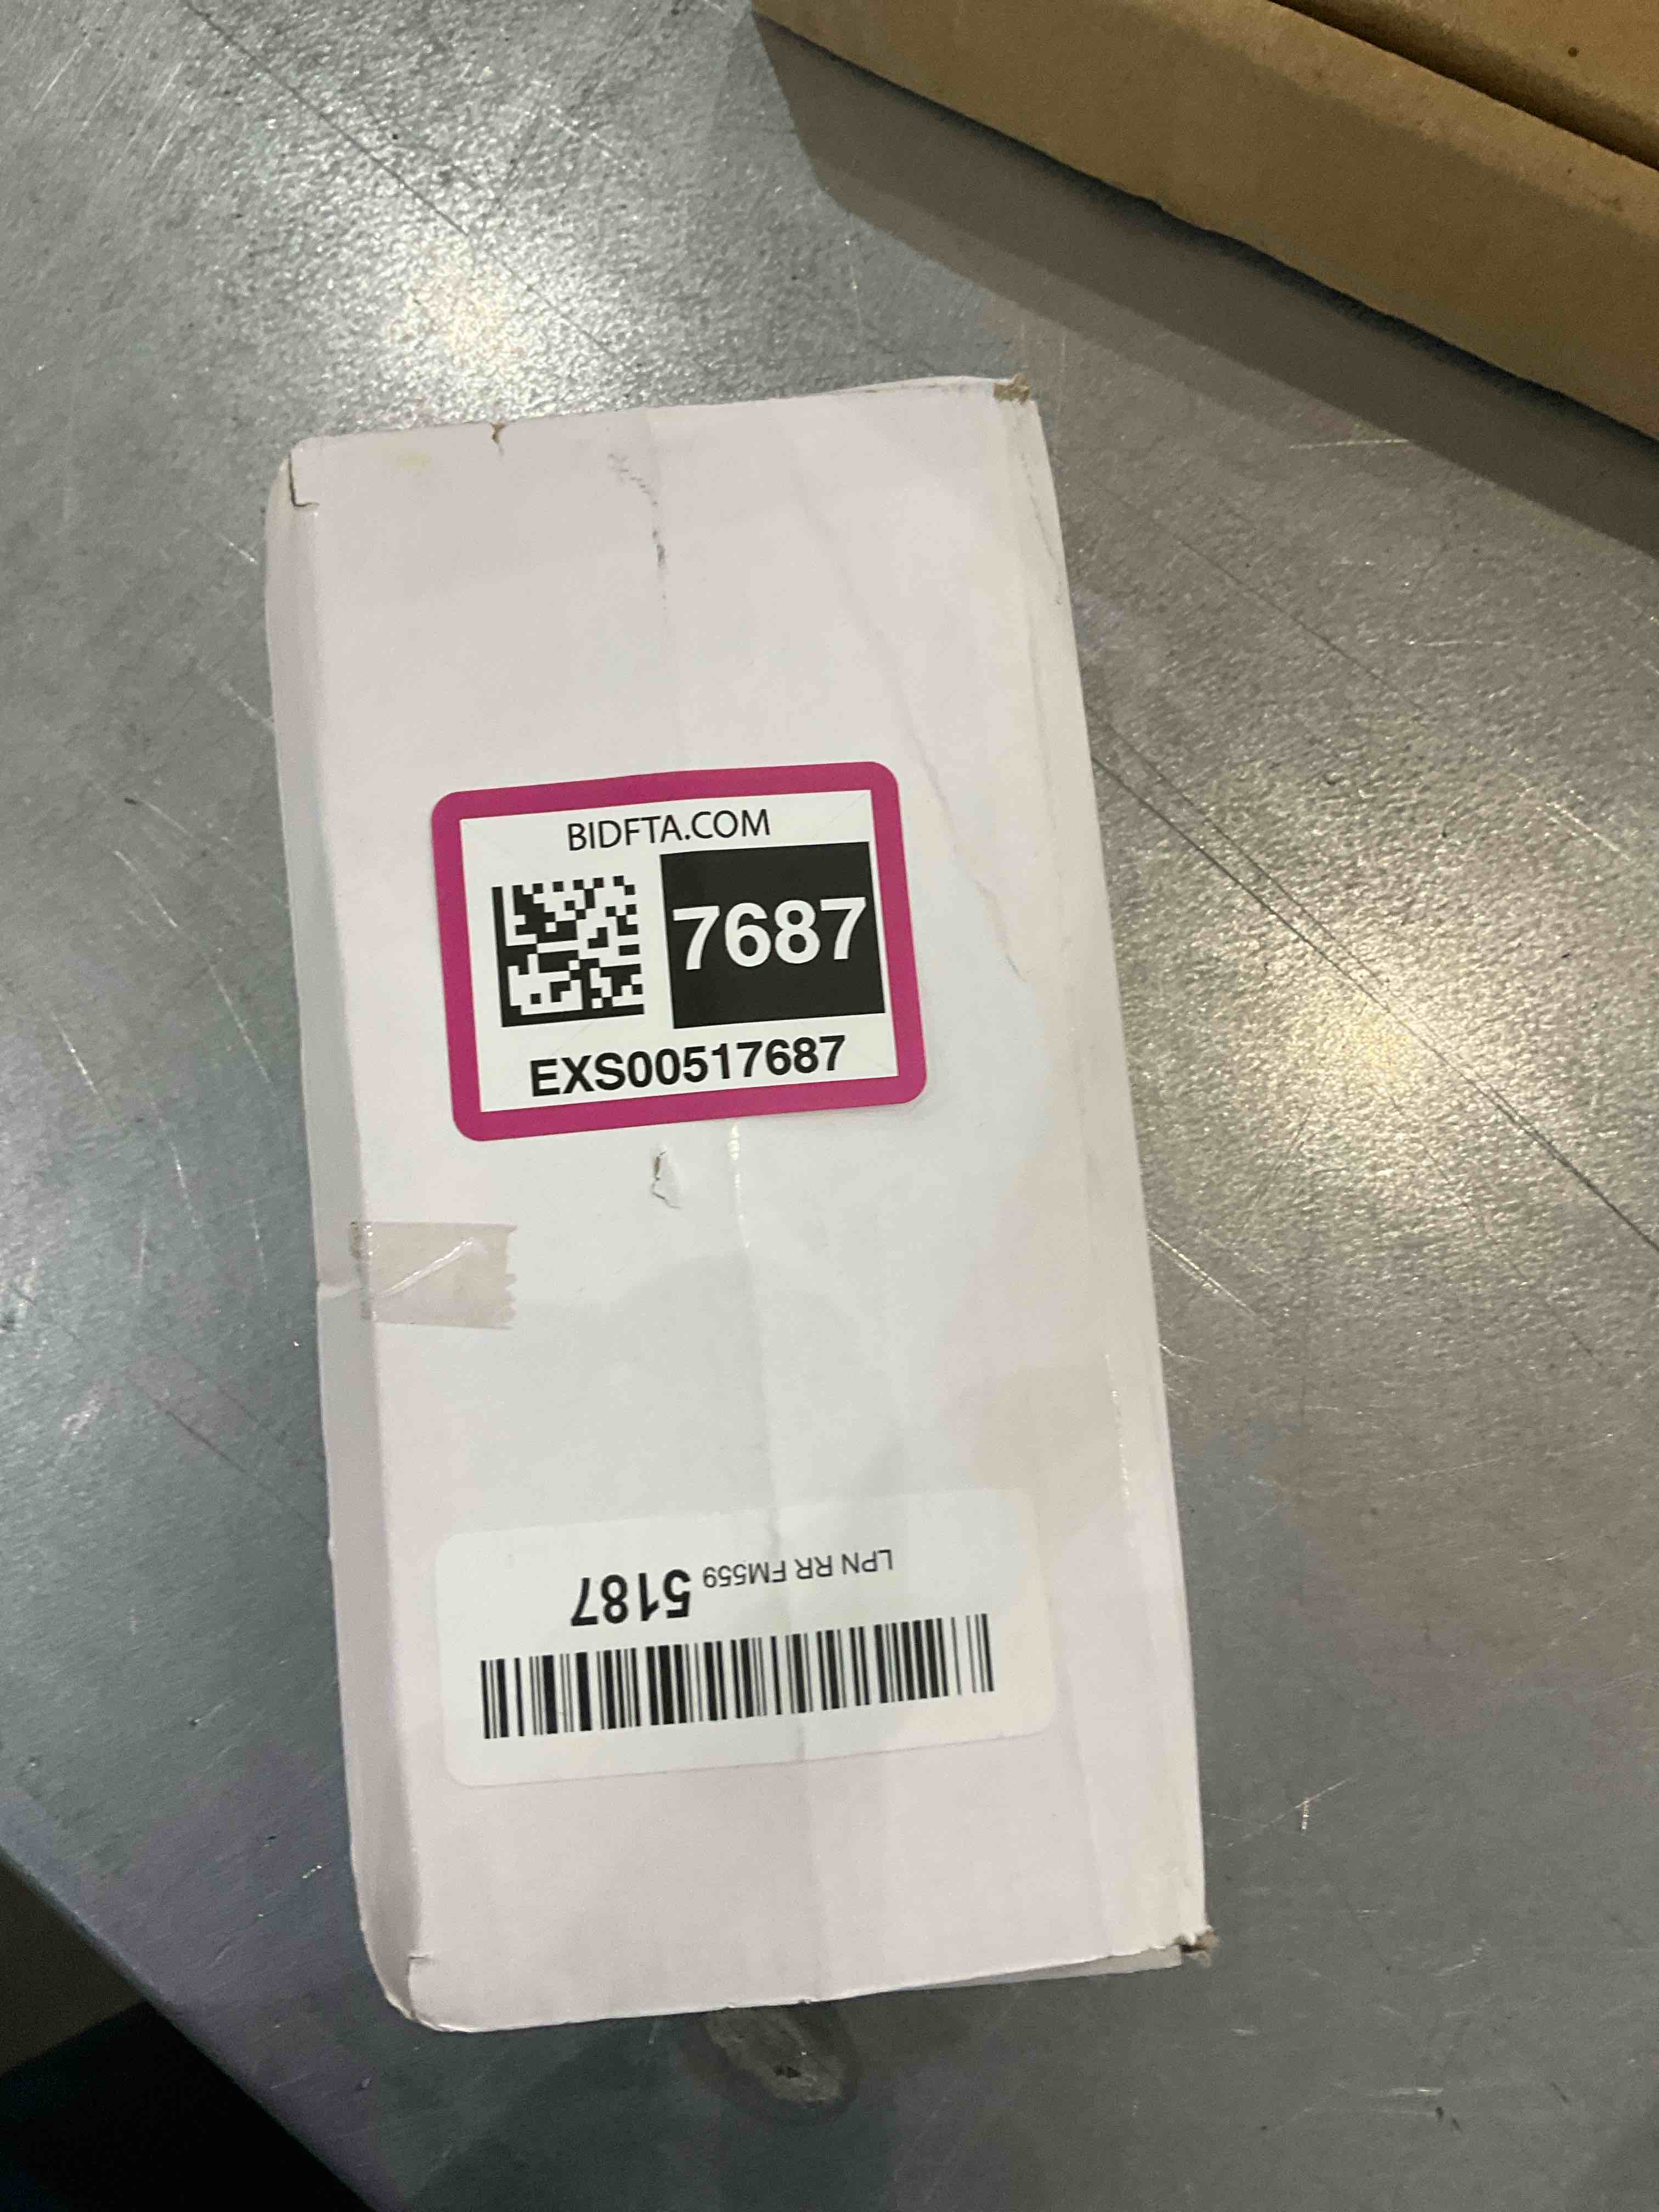 BIDFTA.COM
7687
EXS00517687
LPN RR FM559 5187